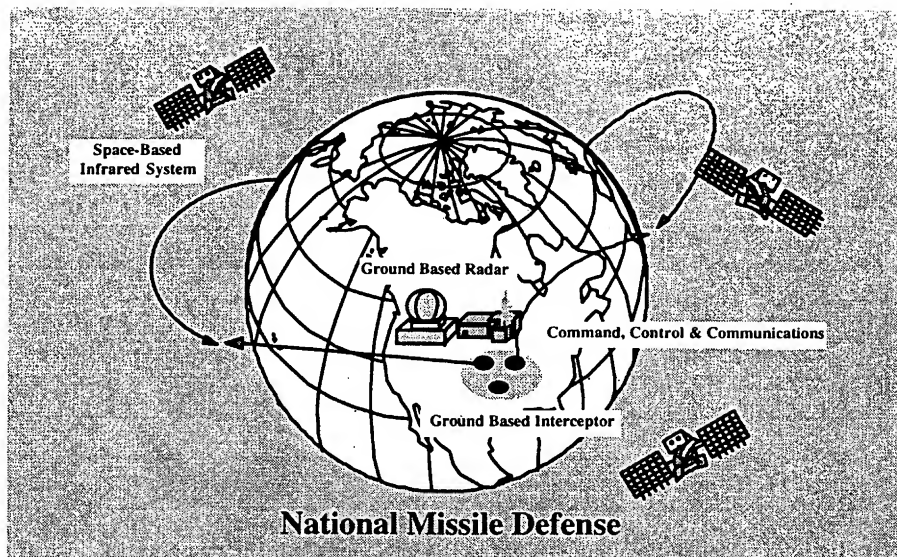 Space-Based
Infrared System
Ground Based Radar
Command, Control & Communications
Ground Based Interceptor
National Missile Defense